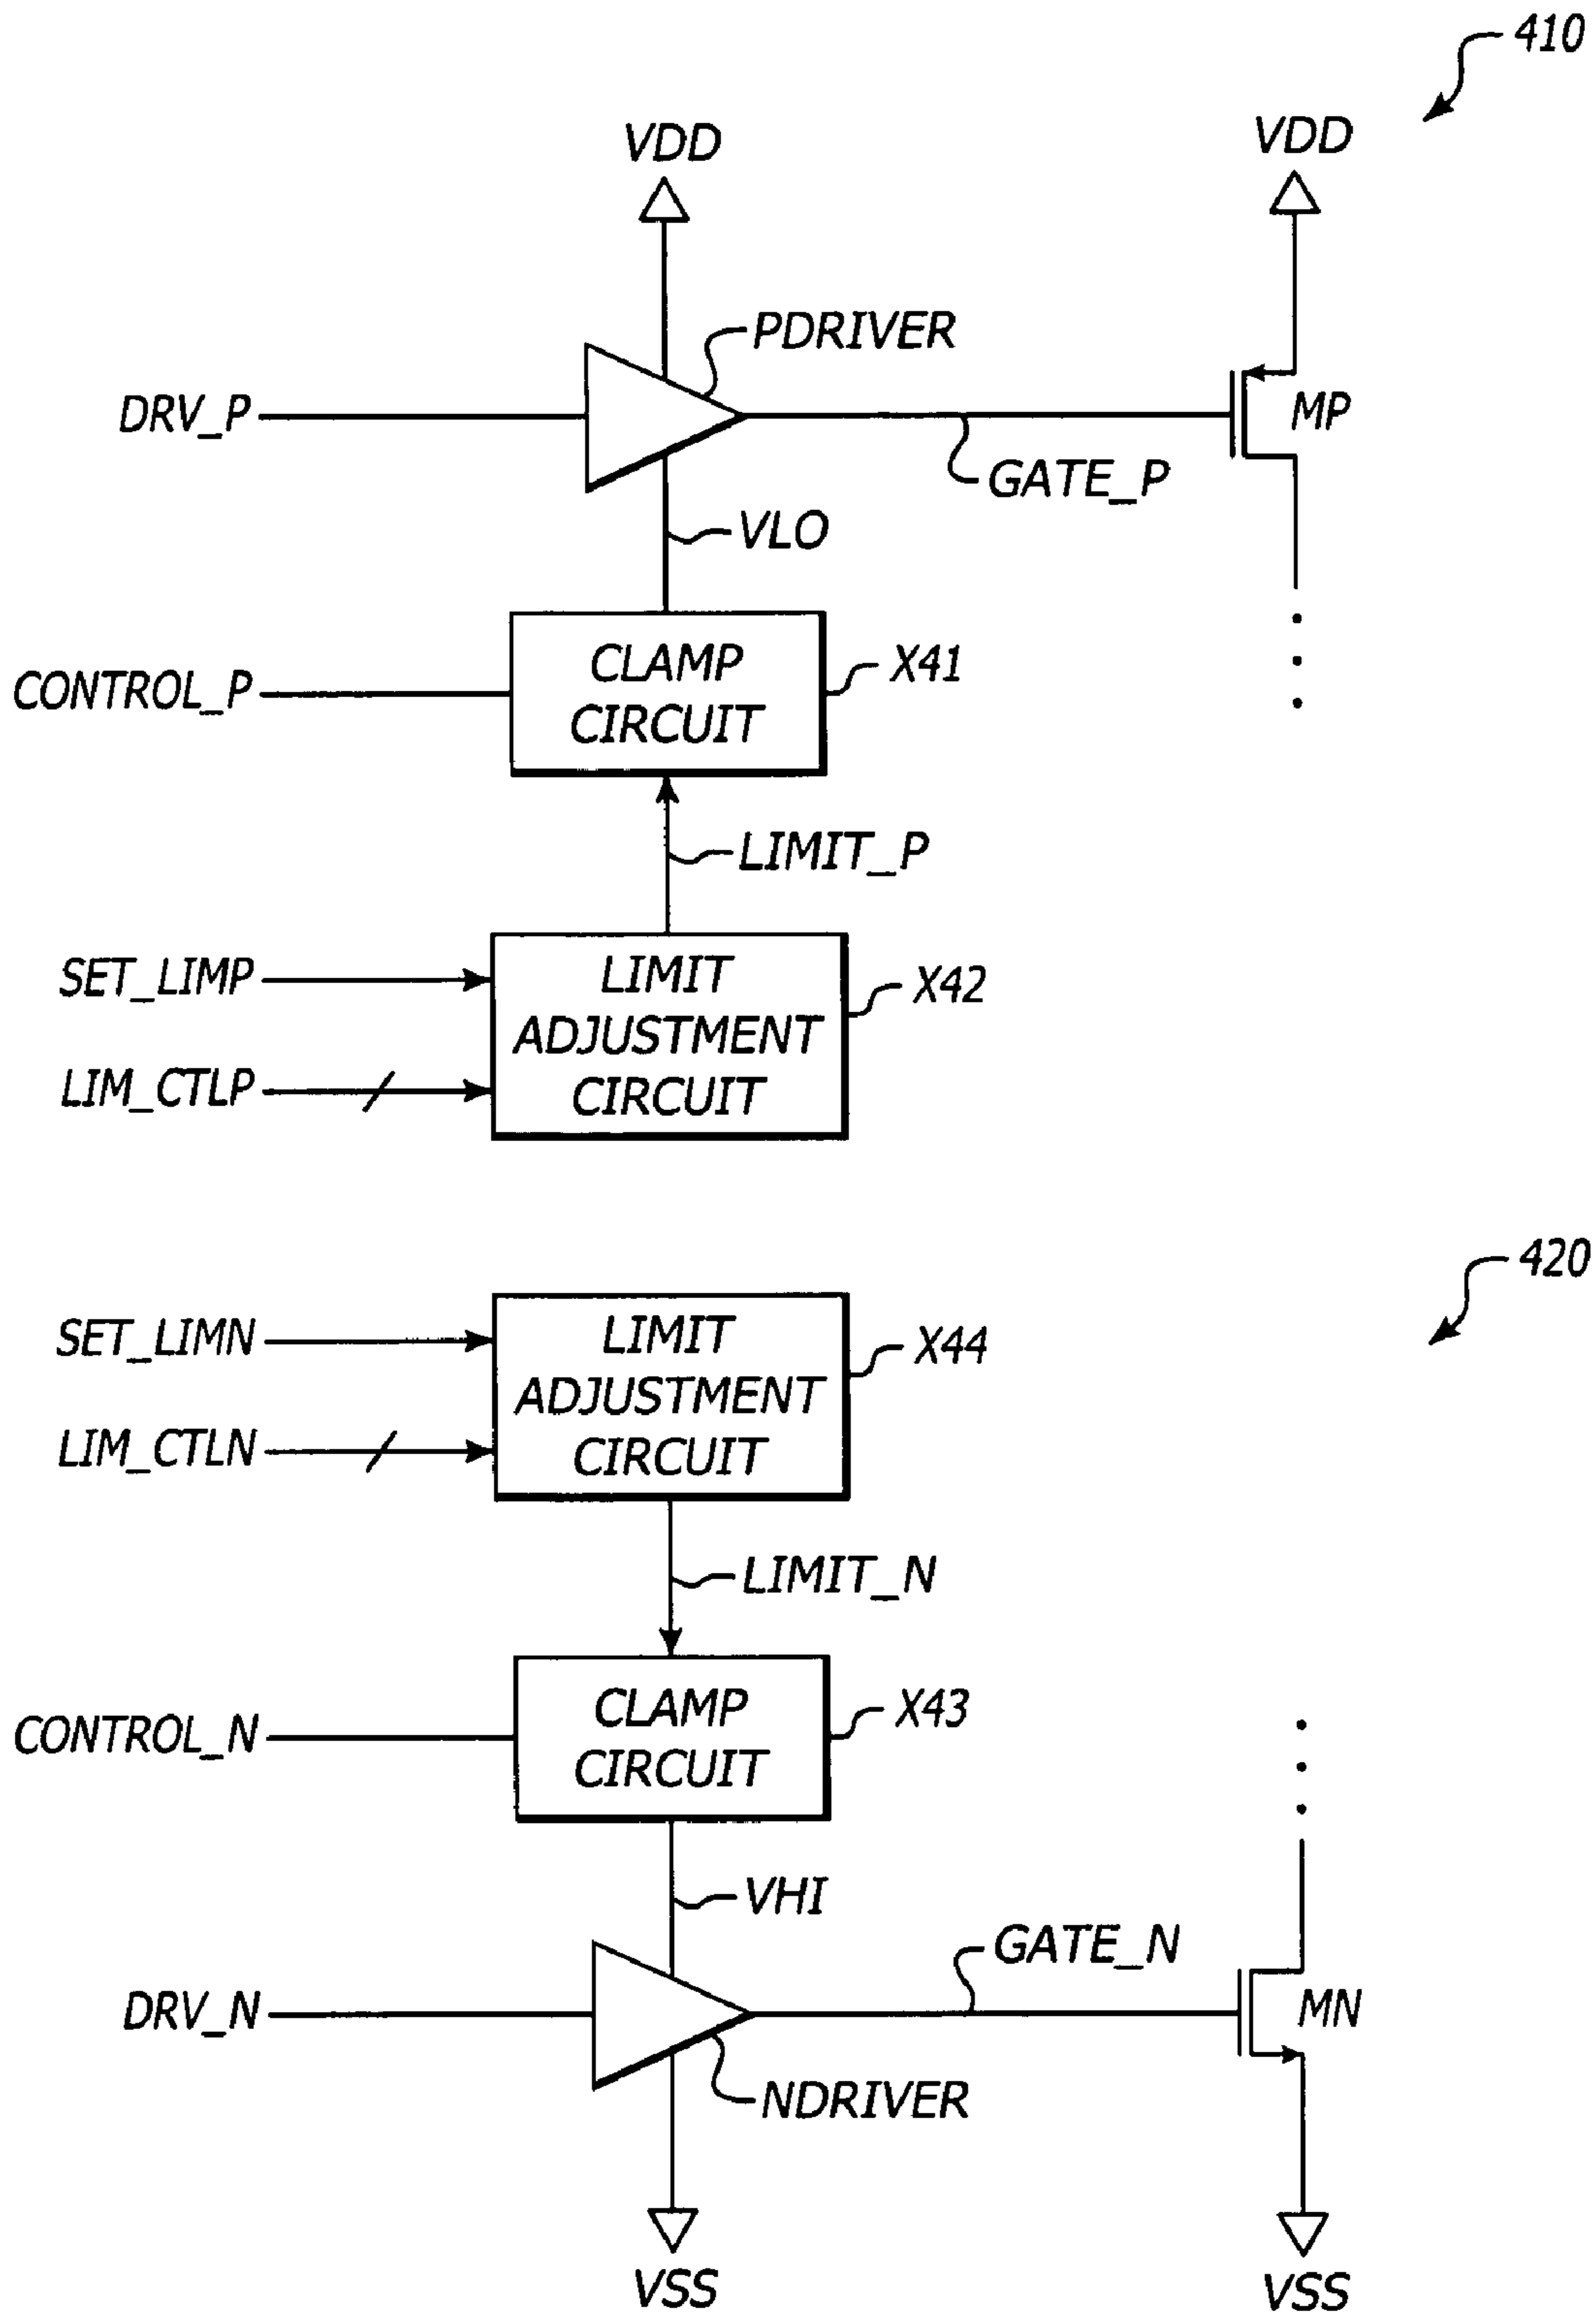 410
VDD
VDD
PDRIVER
DRV_P
MP
GATE_P
VLO
CLAMP
CIRCUIT
X41
CONTROL_P
LIMIT_P
SET_LIMP
LIMIT
ADJUSTMENT
CIRCUIT
X42
LIM_CTLP
420
SET_LIMN
LIMIT
ADJUSTMENT
CIRCUIT
X44
LIM_CTLN
LIMIT_N
CLAMP
CIRCUIT
X43
CONTROL_N
VHI
GATE_N
DRV_N
MN
NDRIVER
VSS
VSS